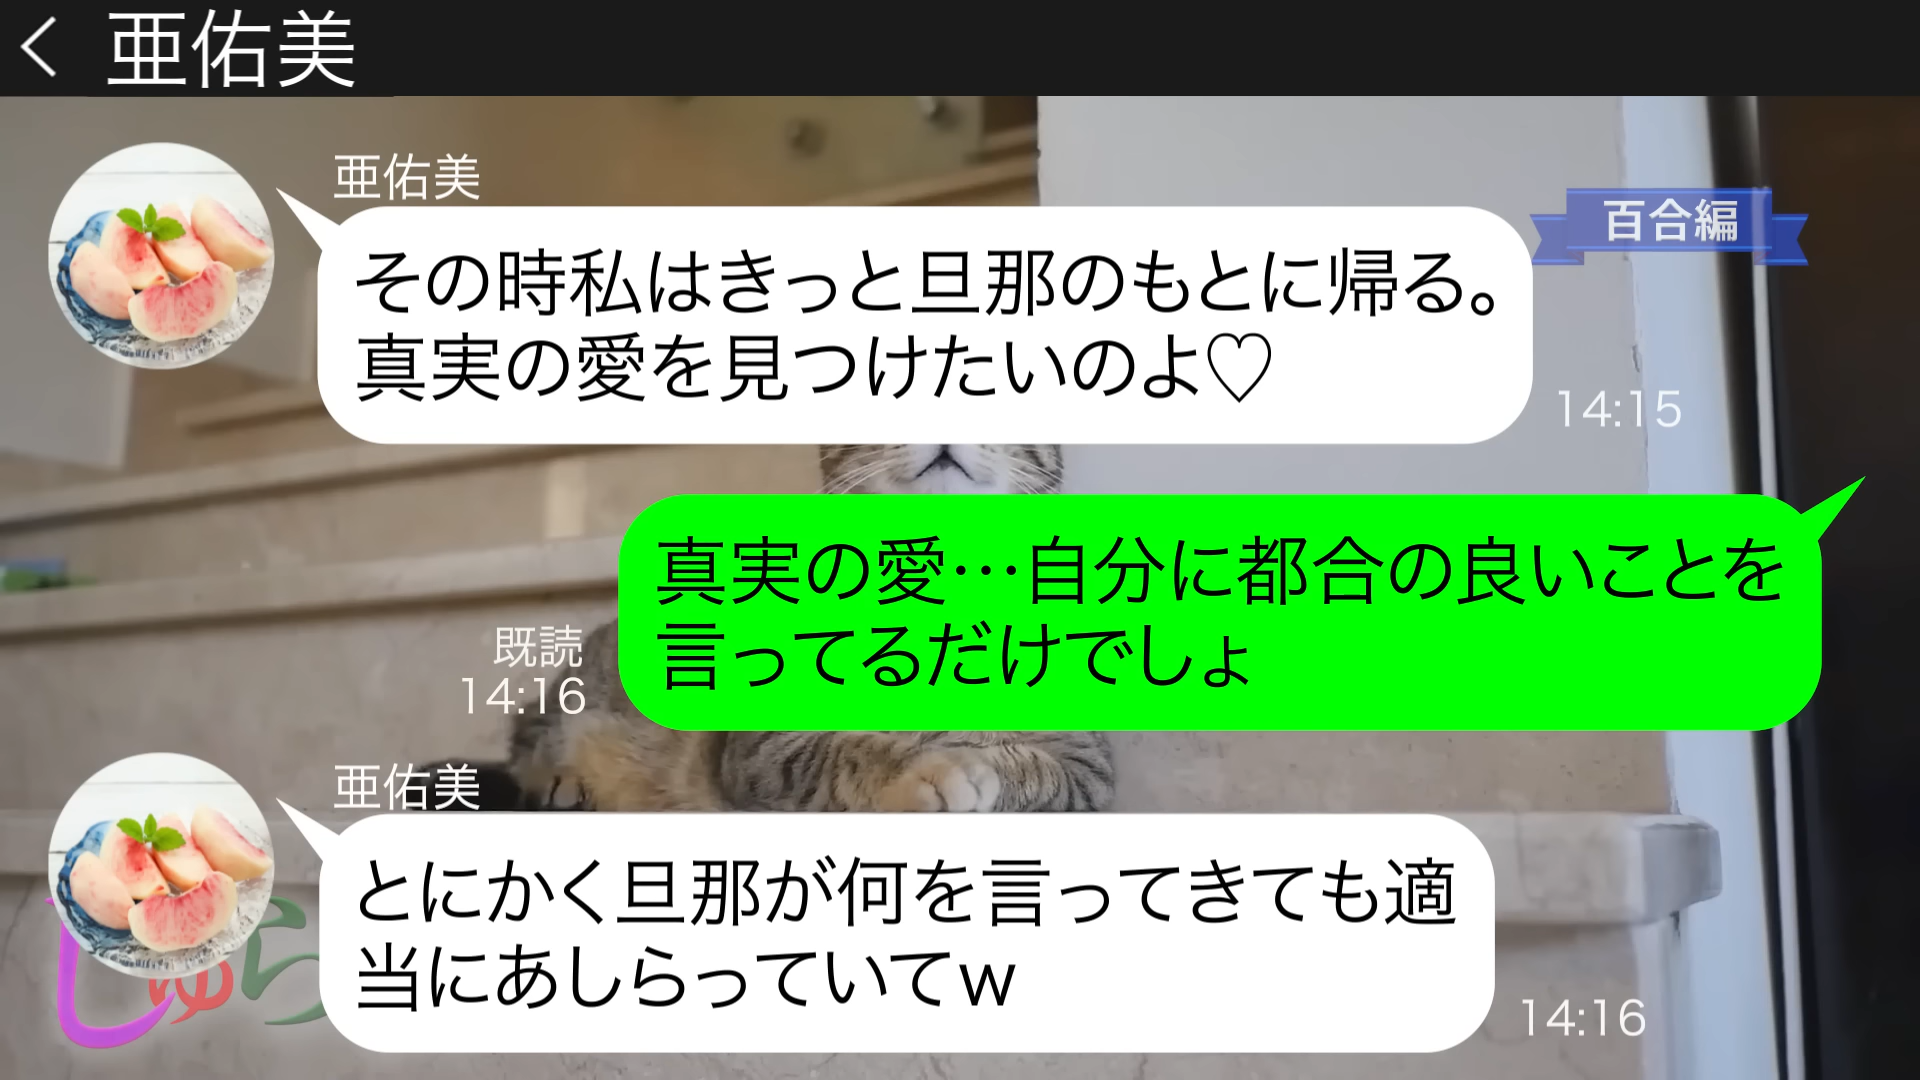 亜佑美
亜佑美
百合編
その時私はきっと旦那のもとに帰る。
真実の愛を見つけたいのよ♡
14:15
真実の愛…自分に都合の良いことを
言ってるだけでしょ
既読
14:16
亜佑美
とにかく旦那が何を言ってきても適
当にあしらっていてw
14:16
しゅら